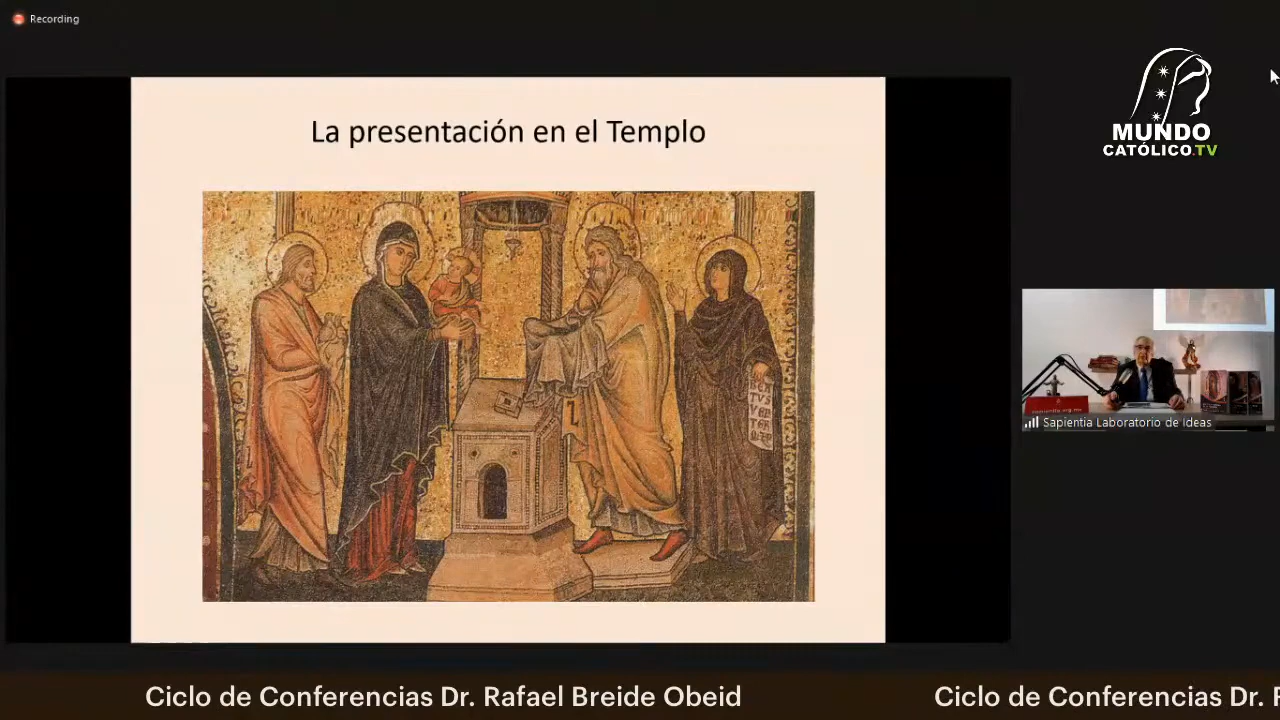 Recording
MUNDO
CATÓLICO.TV
La presentación en el Templo
Sapientia Laboratorio de Ideas
Ciclo de Conferencias Dr. Rafael Breide Obeid
Ciclo de Conferencias Dr.